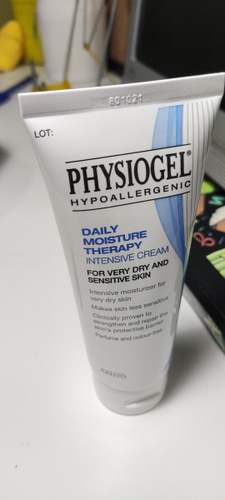 801021
LOT:
PHYSIOGEL®
HYPOALLERGENIC
DAILY
MOISTURE
THERAPY
INTENSIVE CREAM
FOR VERY DRY AND
SENSITIVE SKIN
Intensive moisturiser for
very dry skin
Makes skin less sensitive
Clinically proven to
strengthen and repair the
skin's protective barrier
Perfume and colour-free